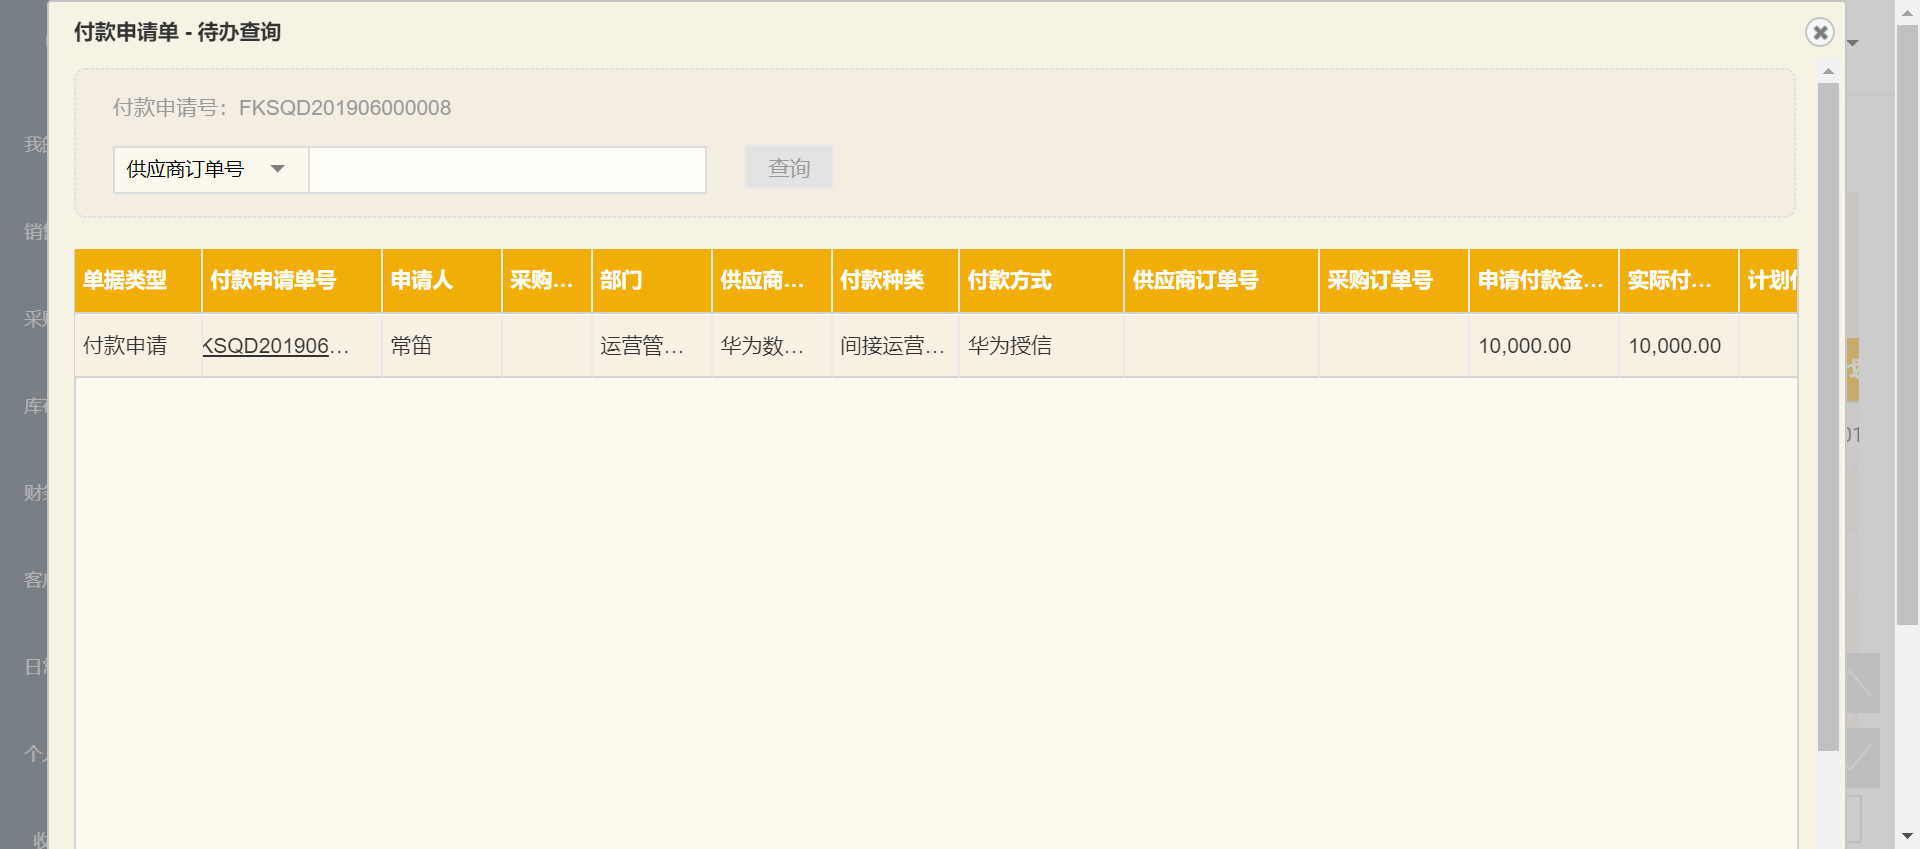 付款申请单 - 待办查询
付款申请号：FKSQD201906000008
供应商订单号
查询
单据类型 付款申请单号 申请人 采购... 部门 供应商... 付款种类 付款方式 供应商订单号 采购订单号 申请付款金... 实际付... 计划
付款申请 KSQD201906... 常笛 运营管... 华为数... 间接运营... 华为授信 10,000.00 10,000.00
我
销
采
库
财
客
日
个
收
01